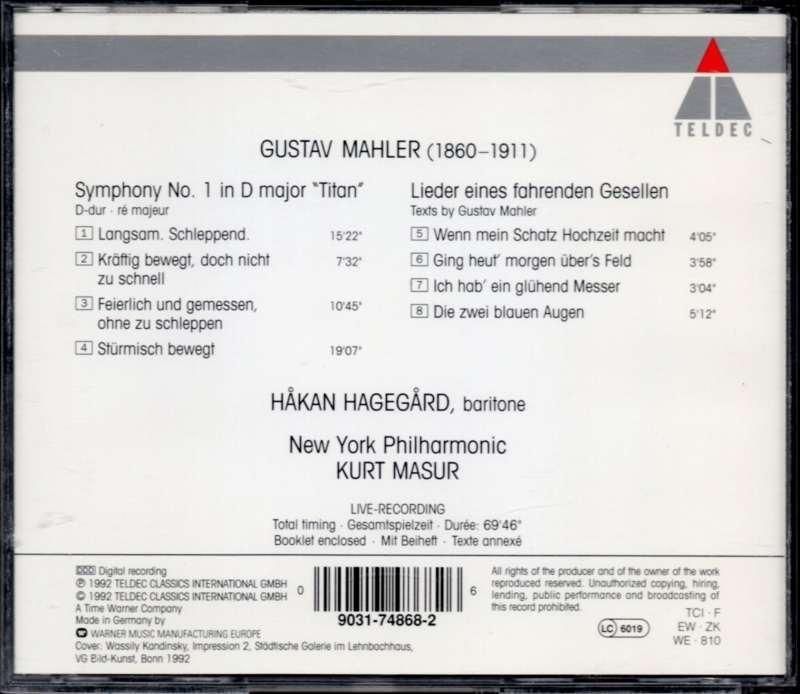 TELDEC
GUSTAV MAHLER (1860–1911)
Symphony No. 1 in D major "Titan"
D-dur · ré majeur
1 Langsam. Schleppend. 15'22"
2 Kräftig bewegt, doch nicht 7'32"
zu schnell
3 Feierlich und gemessen, 10'45"
ohne zu schleppen
4 Stürmisch bewegt 19'07"
Lieder eines fahrenden Gesellen
Texts by Gustav Mahler
5 Wenn mein Schatz Hochzeit macht 4'05"
6 Ging heut' morgen über's Feld 3'58"
7 Ich hab' ein glühend Messer 3'04"
8 Die zwei blauen Augen 5'12"
HÅKAN HAGEGÅRD, baritone
New York Philharmonic
KURT MASUR
LIVE-RECORDING
Total timing · Gesamtspielzeit · Durée: 69'46"
Booklet enclosed · Mit Beiheft · Texte annexé
DDD Digital recording
℗ 1992 TELDEC CLASSICS INTERNATIONAL GMBH
© 1992 TELDEC CLASSICS INTERNATIONAL GMBH
A Time Warner Company
Made in Germany by
WARNER MUSIC MANUFACTURING EUROPE
Cover: Wassily Kandinsky, Impression 2, Städtische Galerie im Lehnbachhaus,
VG Bild-Kunst, Bonn 1992
0 6
9031-74868-2
All rights of the producer and of the owner of the work
reproduced reserved. Unauthorized copying, hiring,
lending, public performance and broadcasting of
this record prohibited.
LC 6019
TCI · F
EW · ZK
WE · 810